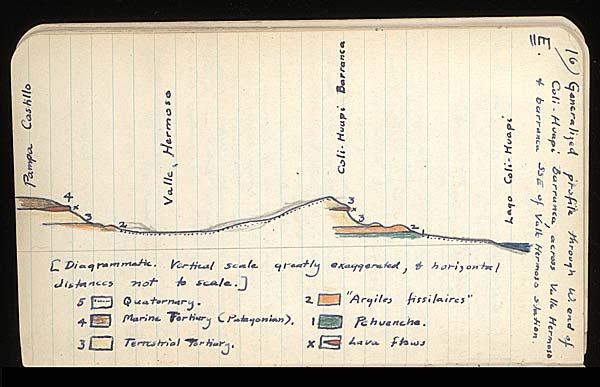 16) Generalized profile through W. end of
Coli-Huapi Barranca, across Valle Hermoso
& barranca SSE of Valle Hermoso station.
E.
Pampa Castillo
Valle Hermoso
Coli-Huapi Barranca
Lago Coli-Huapi
4
x
3
2
3
x
2
1
[Diagrammatic. Vertical scale greatly exaggerated, & horizontal
distances not to scale.]
5 Quaternary.
4 Marine Tertiary (Patagonian).
3 Terrestrial Tertiary.
2 "Argiles fissilaires"
1 Pehuenche.
x Lava flows